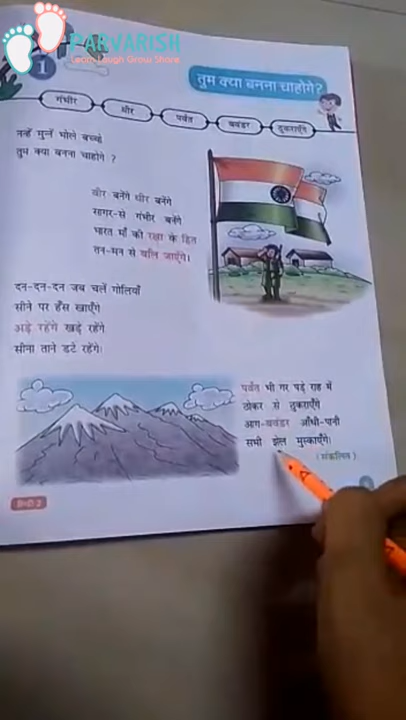 PARVARISH
Learn Laugh Grow Share
1
तुम क्या बनना चाहोगे?
गंभीर
धीर
पर्वत
बवंडर
ठुकराएँगे
नन्हें मुन्नें भोले बच्चो
तुम क्या बनना चाहोगे ?
वीर बनेंगे धीर बनेंगे
सागर-से गंभीर बनेंगे
भारत माँ की रक्षा के हित
तन-मन से बलि जाएँगे।
दन-दन-दन जब चलें गोलियाँ
सीने पर हँस खाएँगे
अड़े रहेंगे खड़े रहेंगे
सीना ताने डटे रहेंगे।
पर्वत भी गर पड़े राह में
ठोकर से ठुकराएँगे
आग-बवंडर आँधी-पानी
सभी झेल मुस्काएँगे।
(संकलित)
हिन्दी 2